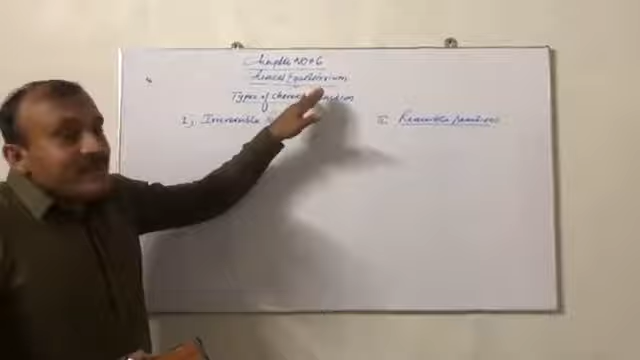 Chapter NO 6
Chemical Equilibrium
Types of chemical
I, Irreversible
II. Reversible Reactions